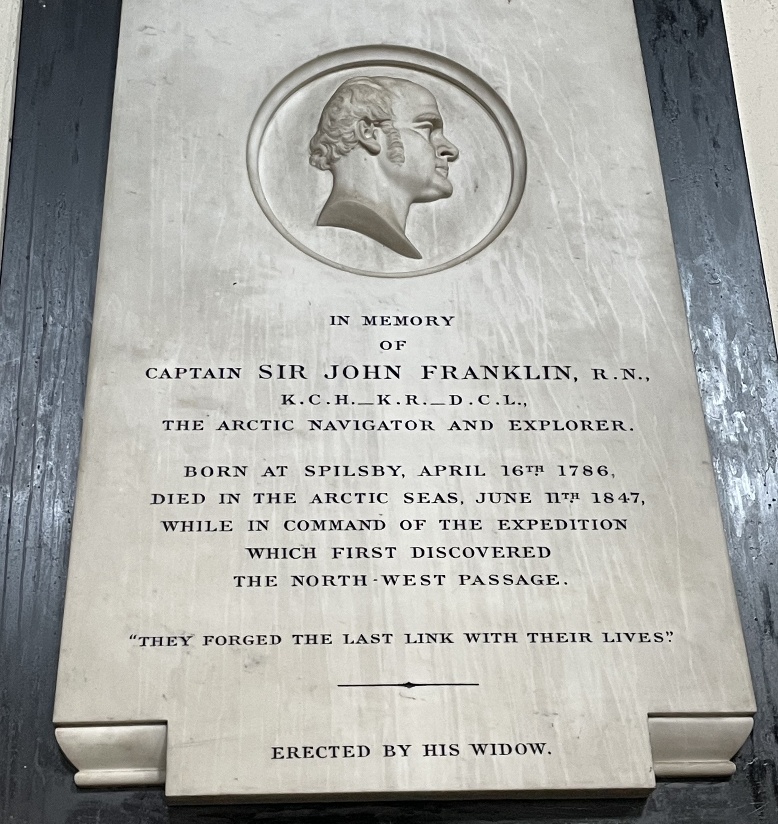 IN MEMORY
OF
CAPTAIN SIR JOHN FRANKLIN, R.N.,
K.C.H._K.R._D.C.L.,
THE ARCTIC NAVIGATOR AND EXPLORER.
BORN AT SPILSBY, APRIL 16TH 1786,
DIED IN THE ARCTIC SEAS, JUNE 11TH 1847,
WHILE IN COMMAND OF THE EXPEDITION
WHICH FIRST DISCOVERED
THE NORTH-WEST PASSAGE.
"THEY FORGED THE LAST LINK WITH THEIR LIVES".
ERECTED BY HIS WIDOW.